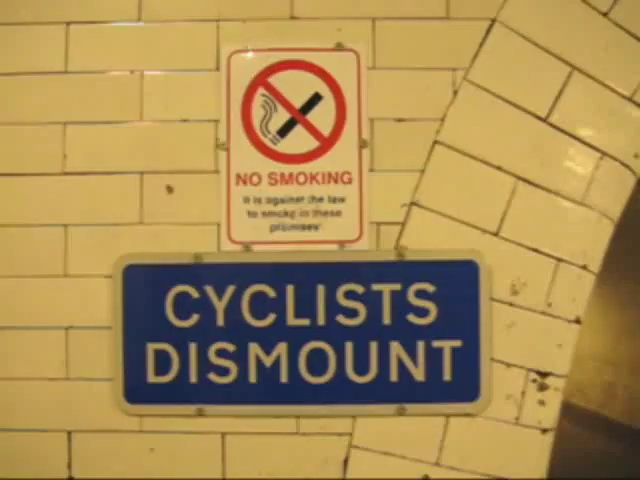 NO SMOKING
It is against the law
to smoke in these
premises
CYCLISTS
DISMOUNT